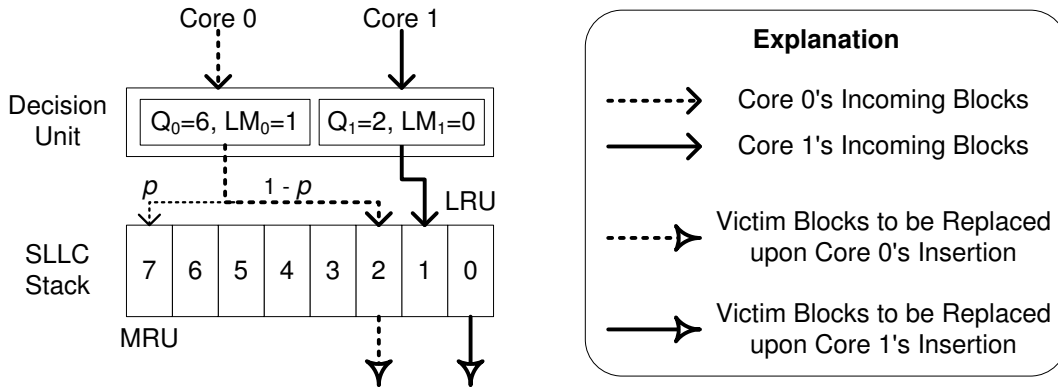 Core 0
Core 1
Decision
Unit
Q₀=6, LM₀=1
Q₁=2, LM₁=0
p
1 - p
LRU
SLLC
Stack
7 6 5 4 3 2 1 0
MRU
Explanation
Core 0's Incoming Blocks
Core 1's Incoming Blocks
Victim Blocks to be Replaced
upon Core 0's Insertion
Victim Blocks to be Replaced
upon Core 1's Insertion